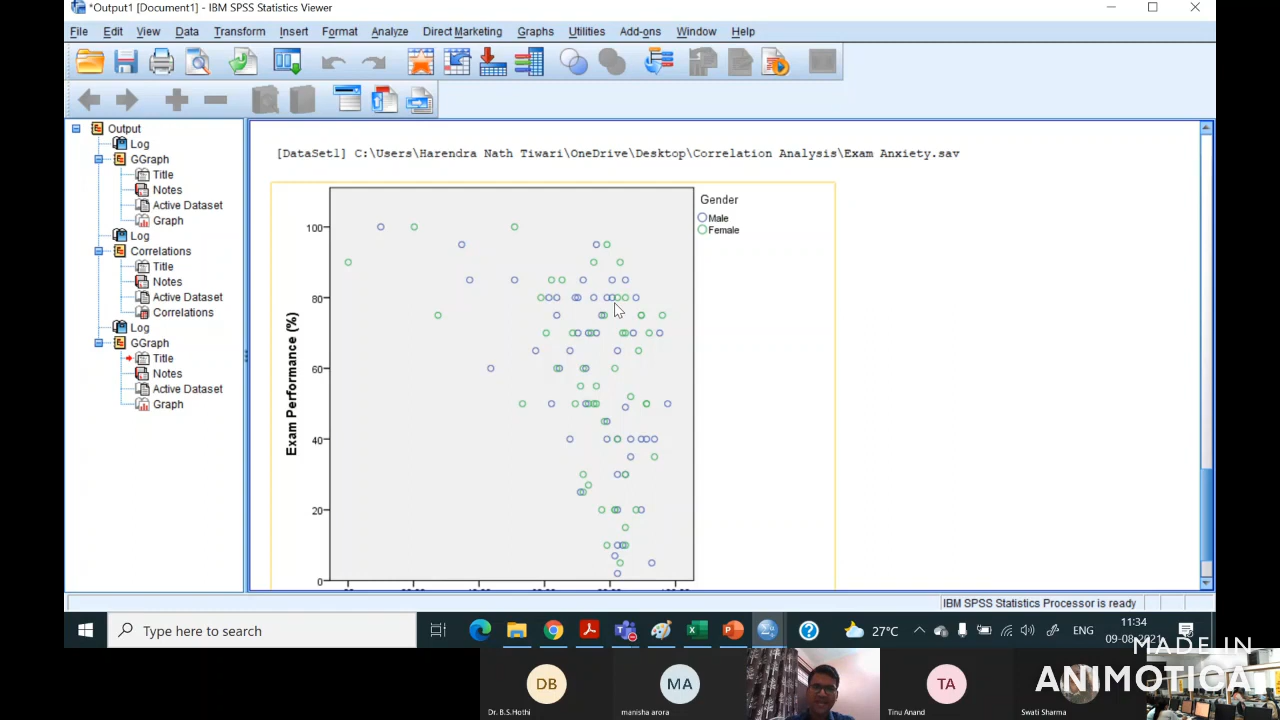 *Output1 [Document1] - IBM SPSS Statistics Viewer
File Edit View Data Transform Insert Format Analyze Direct Marketing Graphs Utilities Add-ons Window Help
Output
Log
GGraph
Title
Notes
Active Dataset
Graph
Log
Correlations
Title
Notes
Active Dataset
Correlations
Log
GGraph
Title
Notes
Active Dataset
Graph
[DataSet1] C:\Users\Harendra Nath Tiwari\OneDrive\Desktop\Correlation Analysis\Exam Anxiety.sav
Gender
Male
Female
Exam Performance (%)
100
80
60
40
20
0
IBM SPSS Statistics Processor is ready
Type here to search
27°C
ENG
11:34
09-08-2021
MADE IN
ANIMOTICA
DB
MA
TA
Dr. B.S.Hothi
manisha arora
Tinu Anand
Swati Sharma